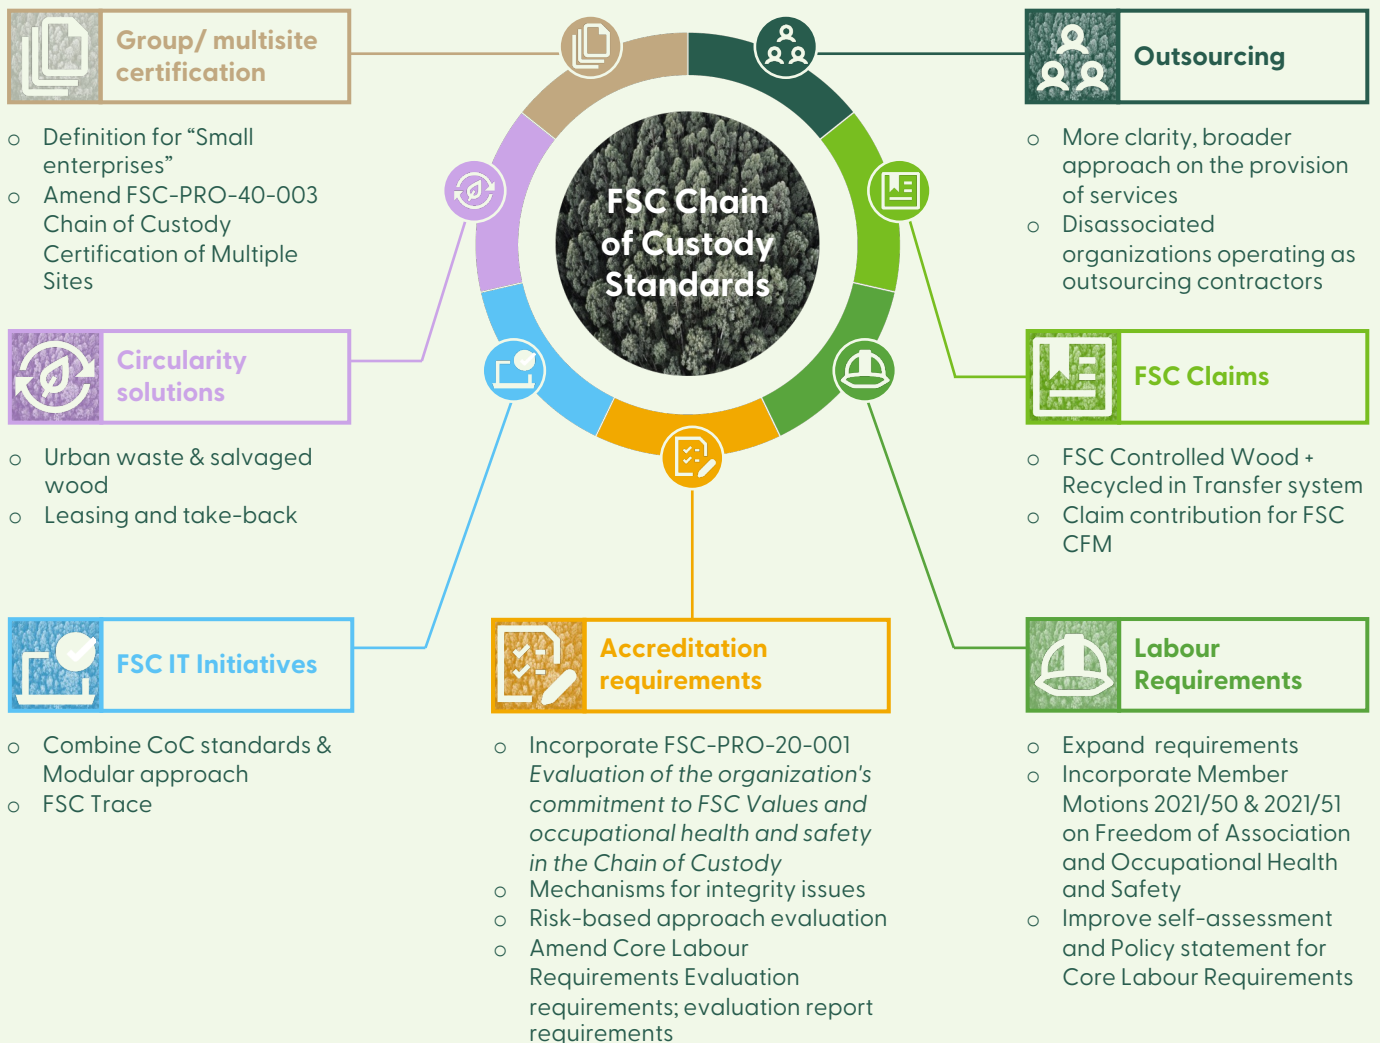 FSC Chain
of Custody
Standards
Group/ multisite
certification
o Definition for “Small
enterprises”
o Amend FSC-PRO-40-003
Chain of Custody
Certification of Multiple
Sites
Circularity
solutions
o Urban waste & salvaged
wood
o Leasing and take-back
FSC IT Initiatives
o Combine CoC standards &
Modular approach
o FSC Trace
Accreditation
requirements
o Incorporate FSC-PRO-20-001
Evaluation of the organization's
commitment to FSC Values and
occupational health and safety
in the Chain of Custody
o Mechanisms for integrity issues
o Risk-based approach evaluation
o Amend Core Labour
Requirements Evaluation
requirements; evaluation report
requirements
Outsourcing
o More clarity, broader
approach on the provision
of services
o Disassociated
organizations operating as
outsourcing contractors
FSC Claims
o FSC Controlled Wood +
Recycled in Transfer system
o Claim contribution for FSC
CFM
Labour
Requirements
o Expand requirements
o Incorporate Member
Motions 2021/50 & 2021/51
on Freedom of Association
and Occupational Health
and Safety
o Improve self-assessment
and Policy statement for
Core Labour Requirements